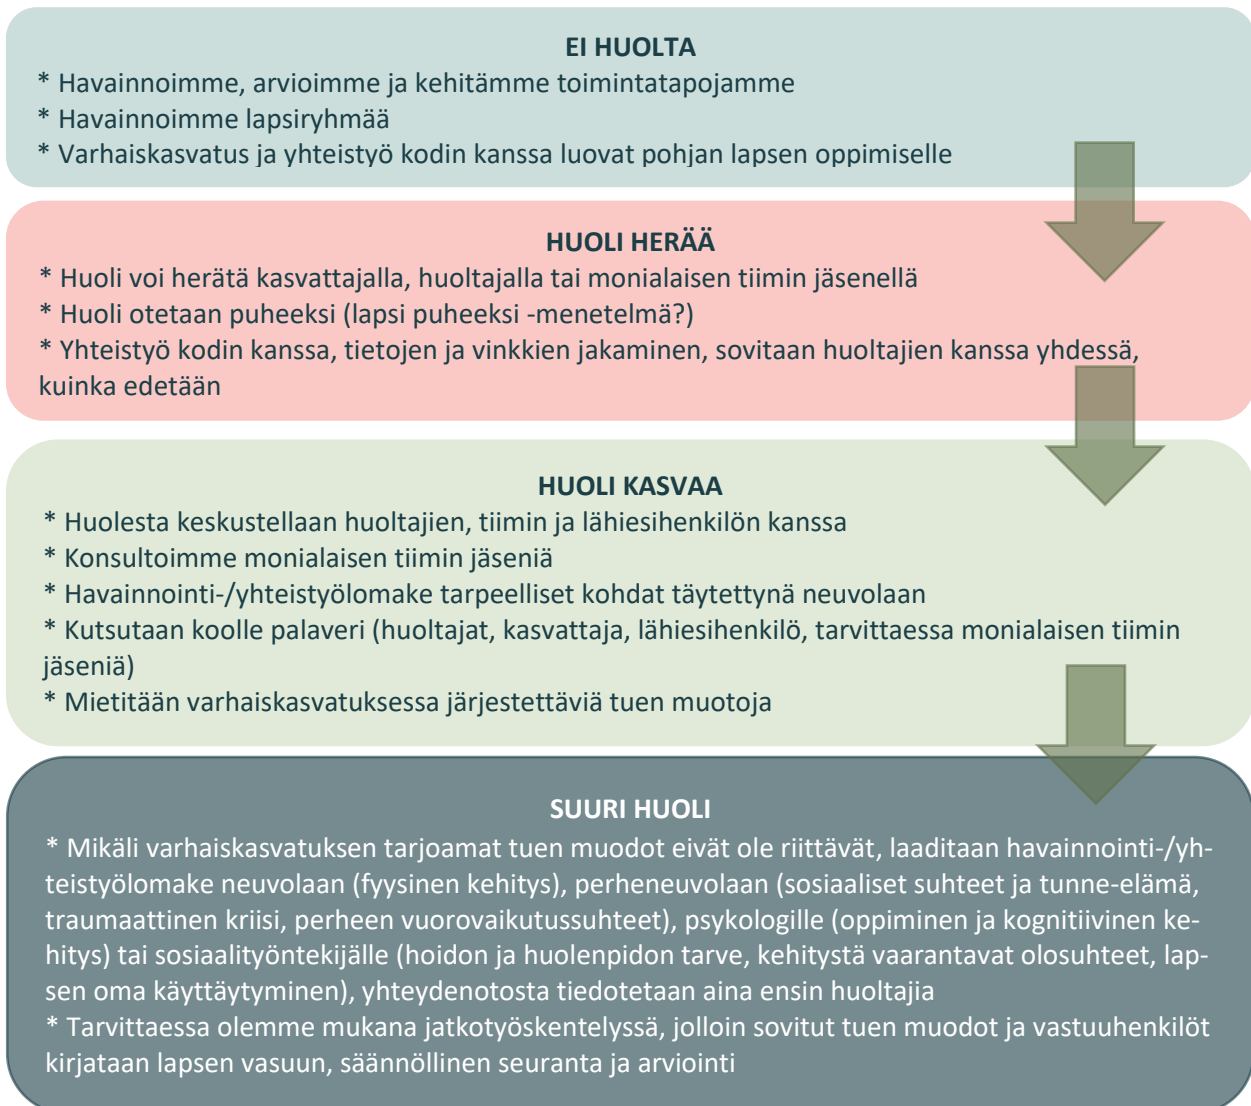 EI HUOLTA
* Havainnoimme, arvioimme ja kehitämme toimintatapojamme
* Havainnoimme lapsiryhmää
* Varhaiskasvatus ja yhteistyö kodin kanssa luovat pohjan lapsen oppimiselle
HUOLI HERÄÄ
* Huoli voi herätä kasvattajalla, huoltajalla tai monialaisen tiimin jäsenellä
* Huoli otetaan puheeksi (lapsi puheeksi -menetelmä?)
* Yhteistyö kodin kanssa, tietojen ja vinkkien jakaminen, sovitaan huoltajien kanssa yhdessä,
kuinka edetään
HUOLI KASVAA
* Huolesta keskustellaan huoltajien, tiimin ja lähiesihenkilön kanssa
* Konsultoimme monialaisen tiimin jäseniä
* Havainnointi-/yhteistyölomake tarpeelliset kohdat täytettynä neuvolaan
* Kutsutaan koolle palaveri (huoltajat, kasvattaja, lähiesihenkilö, tarvittaessa monialaisen tiimin
jäseniä)
* Mietitään varhaiskasvatuksessa järjestettäviä tuen muotoja
SUURI HUOLI
* Mikäli varhaiskasvatuksen tarjoamat tuen muodot eivät ole riittävät, laaditaan havainnointi-/yh-
teistyölomake neuvolaan (fyysinen kehitys), perheneuvolaan (sosiaaliset suhteet ja tunne-elämä,
traumaattinen kriisi, perheen vuorovaikutussuhteet), psykologille (oppiminen ja kognitiivinen ke-
hitys) tai sosiaalityöntekijälle (hoidon ja huolenpidon tarve, kehitystä vaarantavat olosuhteet, lap-
sen oma käyttäytyminen), yhteydenotosta tiedotetaan aina ensin huoltajia
* Tarvittaessa olemme mukana jatkotyöskentelyssä, jolloin sovitut tuen muodot ja vastuuhenkilöt
kirjataan lapsen vasuun, säännöllinen seuranta ja arviointi